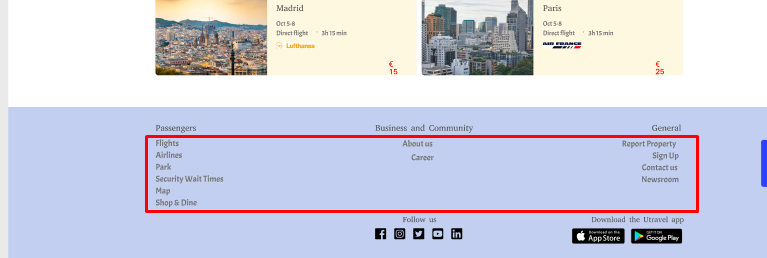 Madrid
Oct 5-8
Direct flight · 3h 15 min
Lufthansa
€
15
Paris
Oct 5-8
Direct flight · 3h 15 min
AIR FRANCE
€
25
Passengers
Flights
Airlines
Park
Security Wait Times
Map
Shop & Dine
Business and Community
About us
Career
General
Report Property
Sign Up
Contact us
Newsroom
Follow us
Download the Utravel app
Download on the
App Store
GET IT ON
Google Play